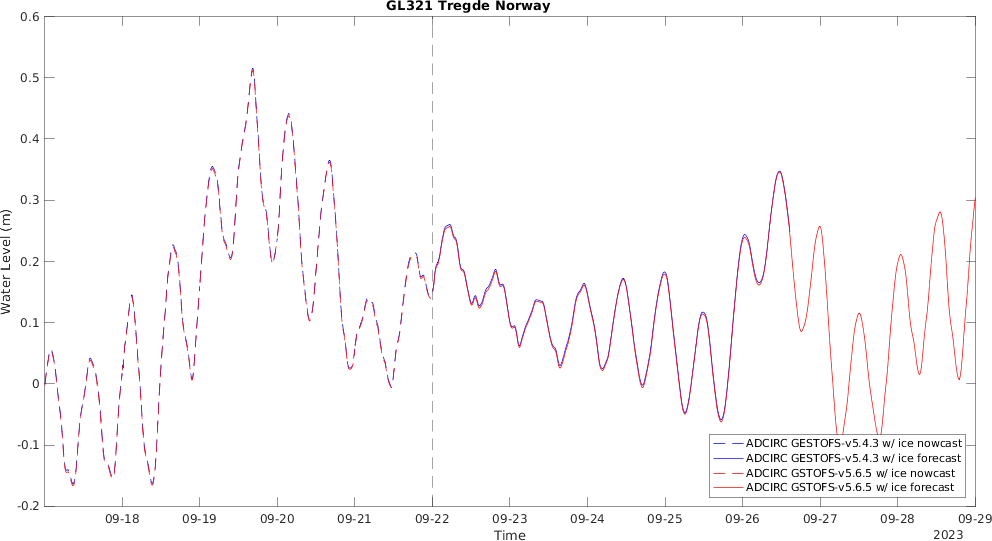 GL321 Tregde Norway
0.6
0.5
0.4
0.3
0.2
0.1
0
-0.1
-0.2
Water Level (m)
ADCIRC GESTOFS-v5.4.3 w/ ice nowcast
ADCIRC GESTOFS-v5.4.3 w/ ice forecast
ADCIRC GSTOFS-v5.6.5 w/ ice nowcast
ADCIRC GSTOFS-v5.6.5 w/ ice forecast
09-18 09-19 09-20 09-21 09-22 09-23 09-24 09-25 09-26 09-27 09-28 09-29
Time
2023